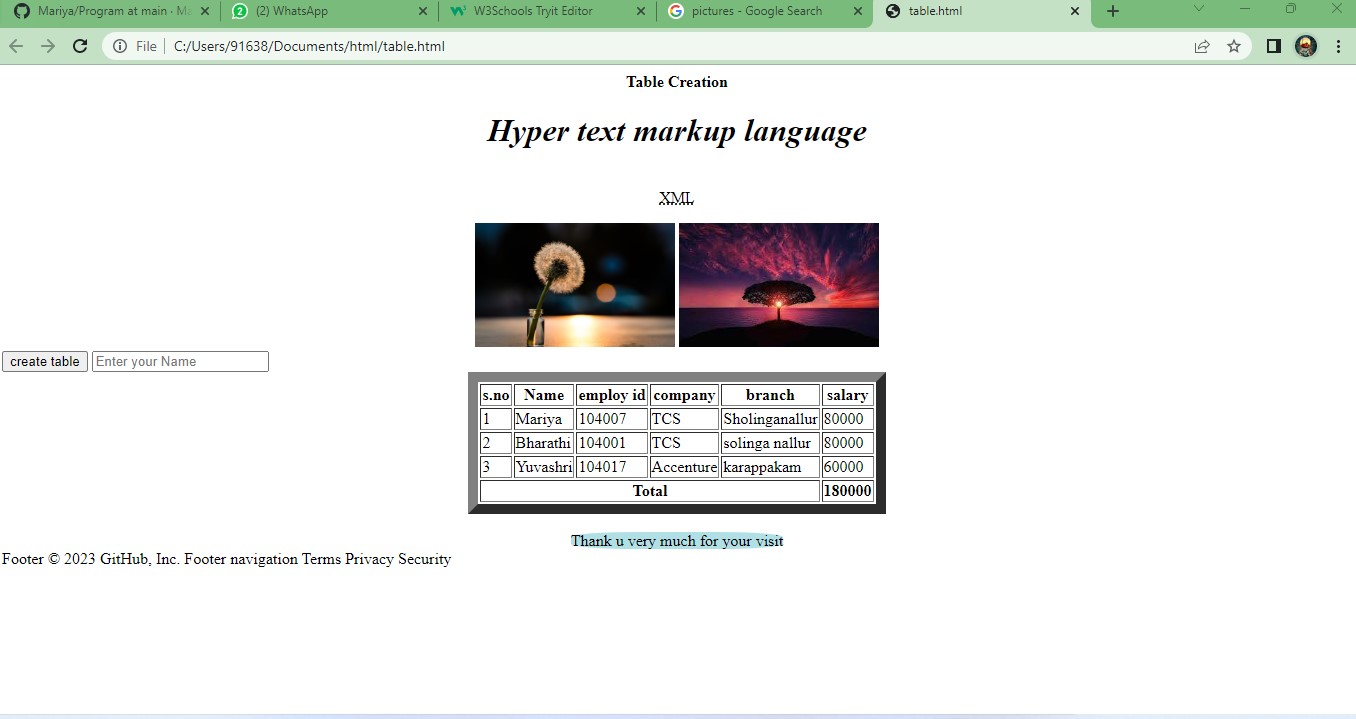 Mariya/Program at main · Ma
(2) WhatsApp
W3Schools Tryit Editor
pictures - Google Search
table.html
File
C:/Users/91638/Documents/html/table.html
Table Creation
Hyper text markup language
XML
create table Enter your Name
s.no Name employ id company branch salary
1 Mariya 104007 TCS Sholinganallur 80000
2 Bharathi 104001 TCS solinga nallur 80000
3 Yuvashri 104017 Accenture karappakam 60000
Total 180000
Thank u very much for your visit
Footer © 2023 GitHub, Inc. Footer navigation Terms Privacy Security